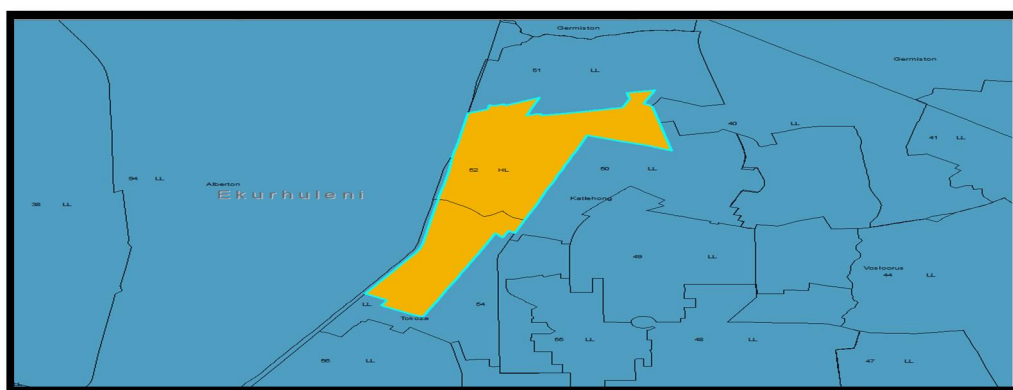 Germiston
51 LL
Germiston
40 LL
41 LL
52 HL
50 LL
94 LL
Alberton
Ekurhuleni
36 LL
Katlehong
49 LL
Vosloorus
44 LL
LL
54
Tokoza
55 LL
48 LL
56 LL
47 LL